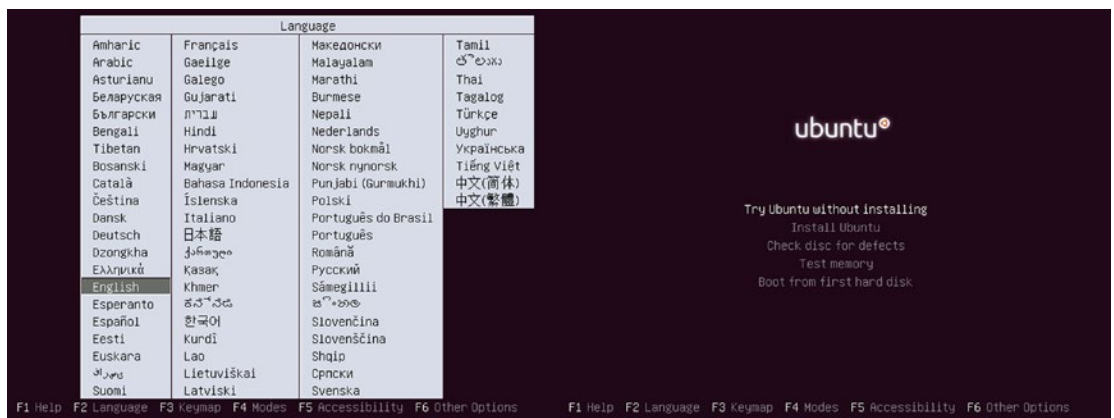 Language
Amharic
Arabic
Asturianu
Беларуская
Български
Bengali
Tibetan
Bosanski
Català
Čeština
Dansk
Deutsch
Dzongkha
Ελληνικά
English
Esperanto
Español
Eesti
Euskara
Suomi
Français
Gaeilge
Galego
Gujarati
עברית
Hindi
Hrvatski
Magyar
Bahasa Indonesia
Íslenska
Italiano
日本語
ქართული
Қазақ
Khmer
한국어
Kurdî
Lao
Lietuviškai
Latviski
Македонски
Malayalam
Marathi
Burmese
Nepali
Nederlands
Norsk bokmål
Norsk nynorsk
Punjabi (Gurmukhi)
Polski
Português do Brasil
Português
Română
Русский
Sámegillii
Slovenčina
Slovenščina
Shqip
Српски
Svenska
Tamil
Thai
Tagalog
Türkçe
Uyghur
Українська
Tiếng Việt
中文(简体)
中文(繁體)
F1 Help F2 Language F3 Keymap F4 Modes F5 Accessibility F6 Other Options
ubuntu
Try Ubuntu without installing
Install Ubuntu
Check disc for defects
Test memory
Boot from first hard disk
F1 Help F2 Language F3 Keymap F4 Modes F5 Accessibility F6 Other Options